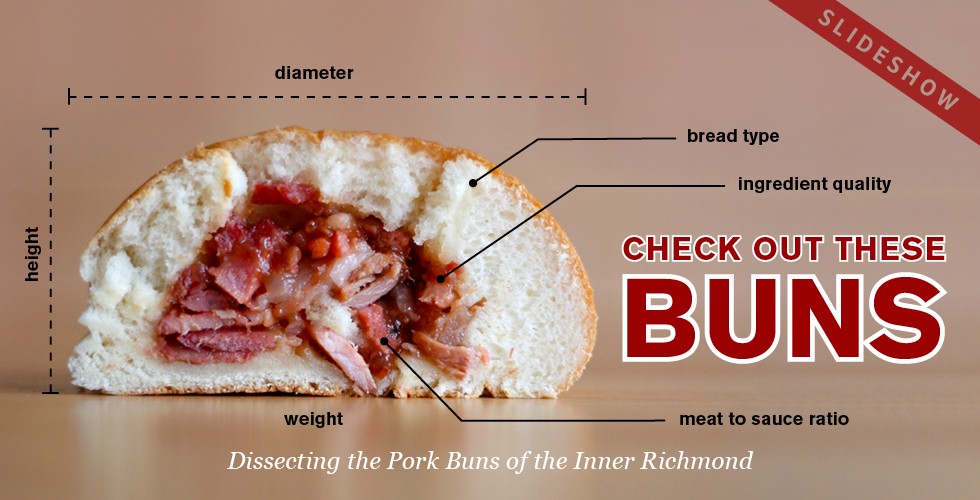 SLIDESHOW
diameter
bread type
ingredient quality
height
CHECK OUT THESE
BUNS
weight
meat to sauce ratio
Dissecting the Pork Buns of the Inner Richmond